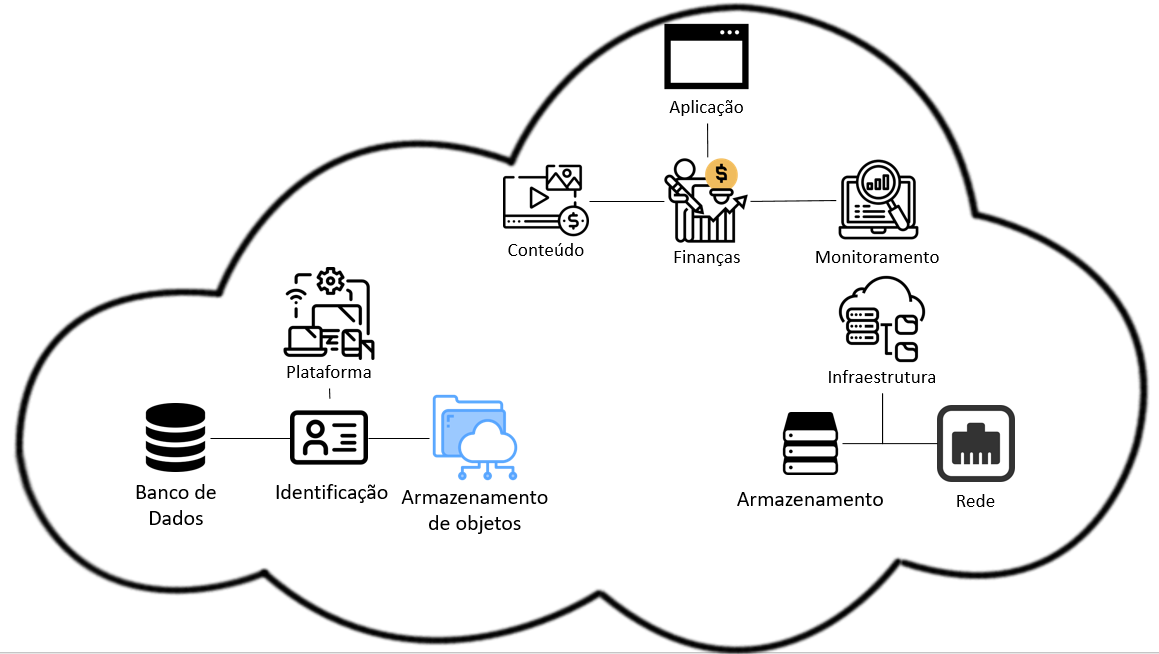 Aplicação
Conteúdo
Finanças
Monitoramento
Plataforma
Infraestrutura
Banco de
Dados
Identificação
Armazenamento
de objetos
Armazenamento
Rede